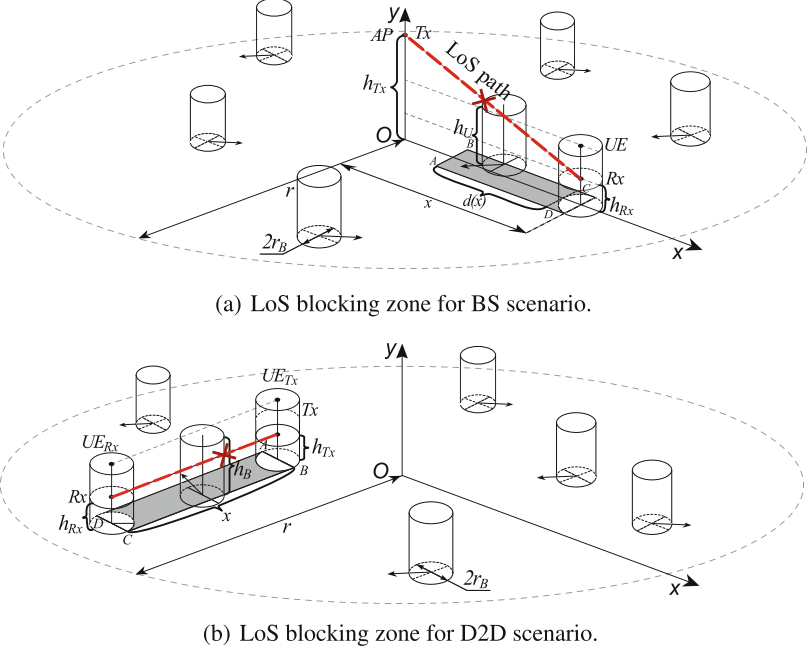 y
AP Tx
LoS path
h_Tx
h_U
B
O
UE
A
C
Rx
r
x
d(x)
D
h_Rx
2r_B
x
(a) LoS blocking zone for BS scenario.
y
UE_Tx
Tx
UE_Rx
A
h_Tx
h_B
B
O
Rx
D
h_Rx
x
C
r
2r_B
x
(b) LoS blocking zone for D2D scenario.